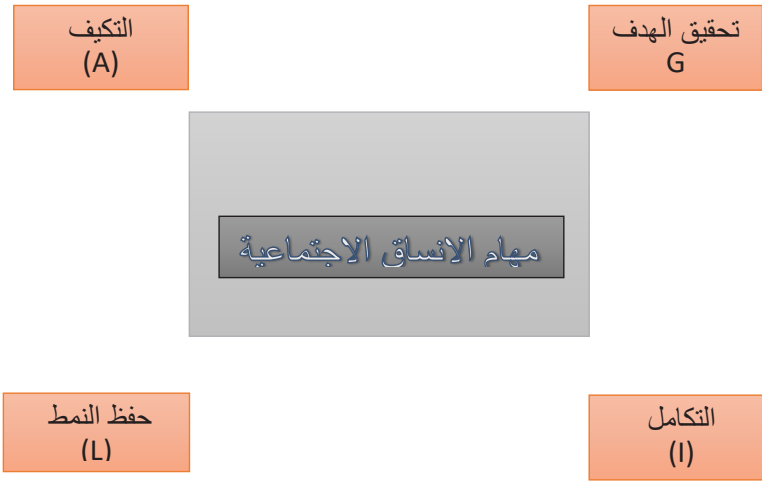 تحقيق الهدف
G
التكيف
(A)
مهام الانساق الاجتماعية
التكامل
(I)
حفظ النمط
(L)